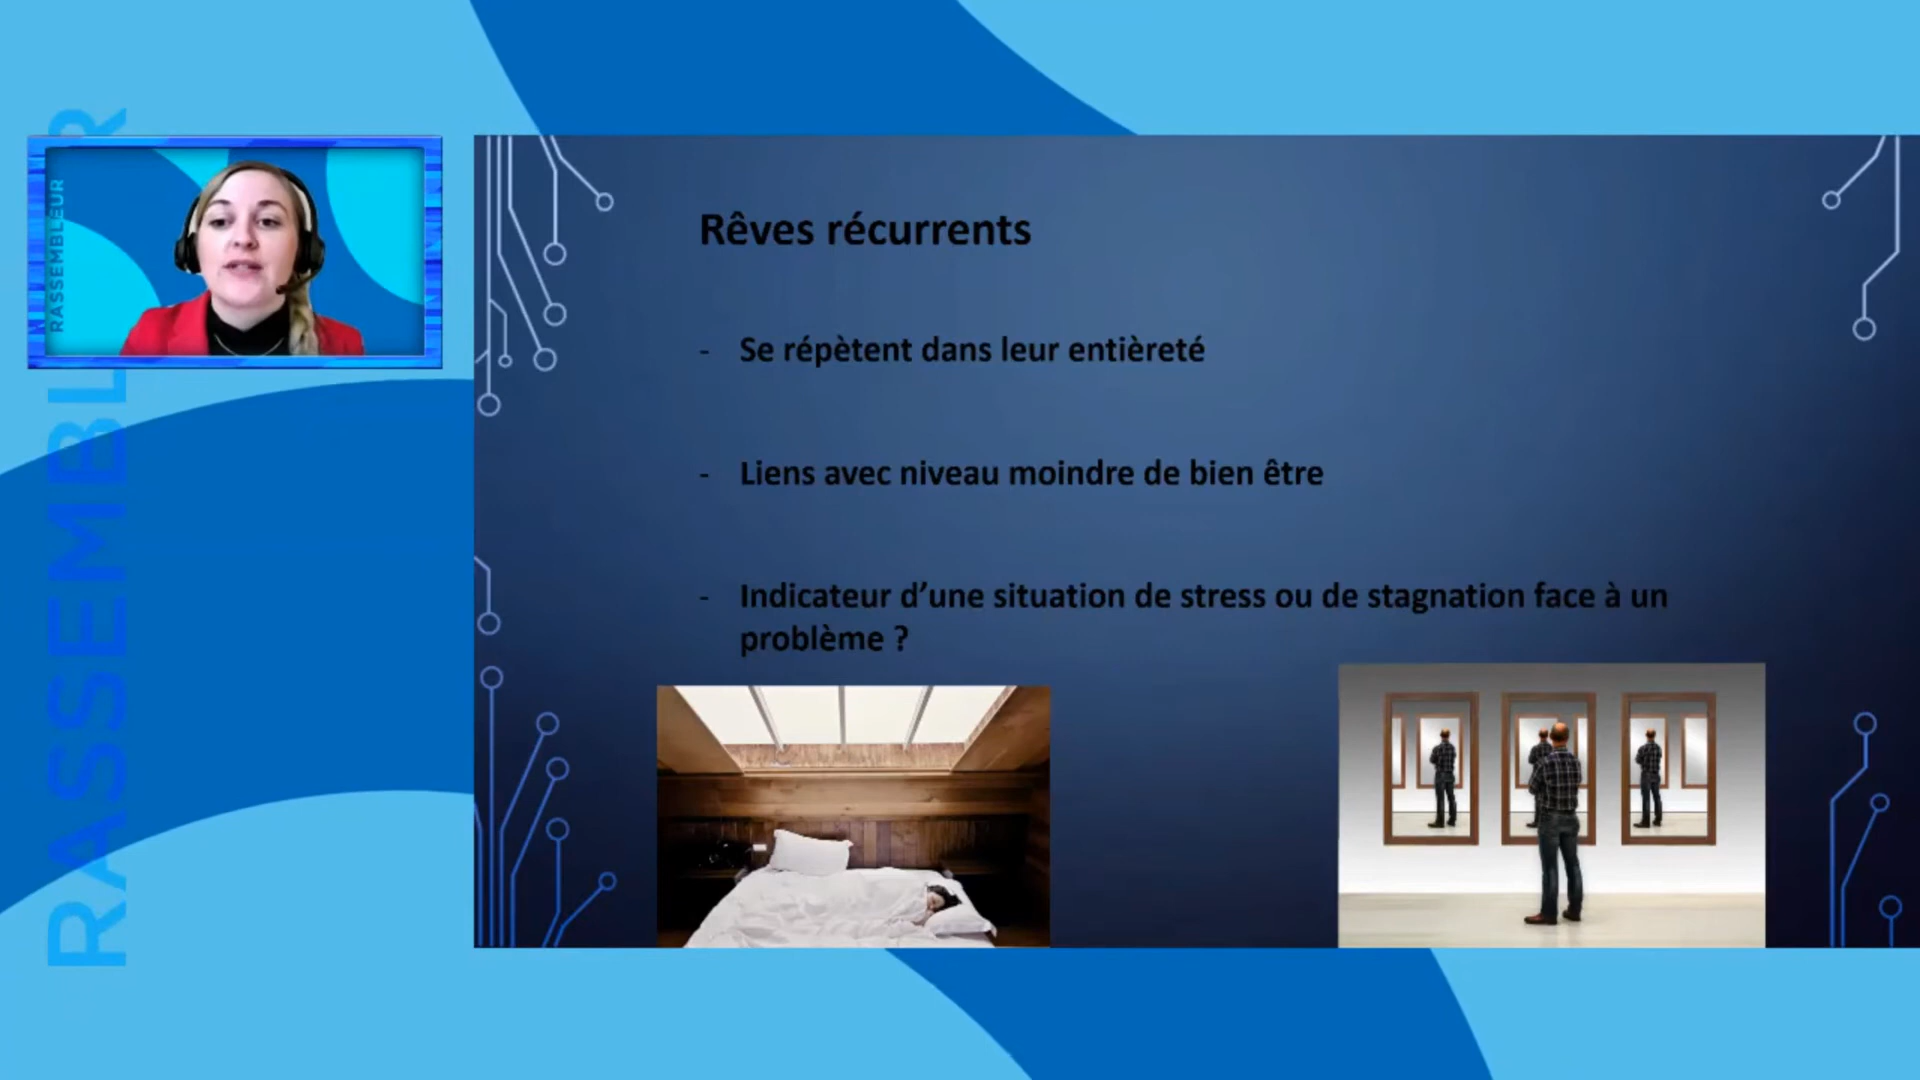 RASSEMBLEUR
RASSEMBL R
Rêves récurrents
- Se répètent dans leur entièreté
- Liens avec niveau moindre de bien être
- Indicateur d’une situation de stress ou de stagnation face à un
problème ?